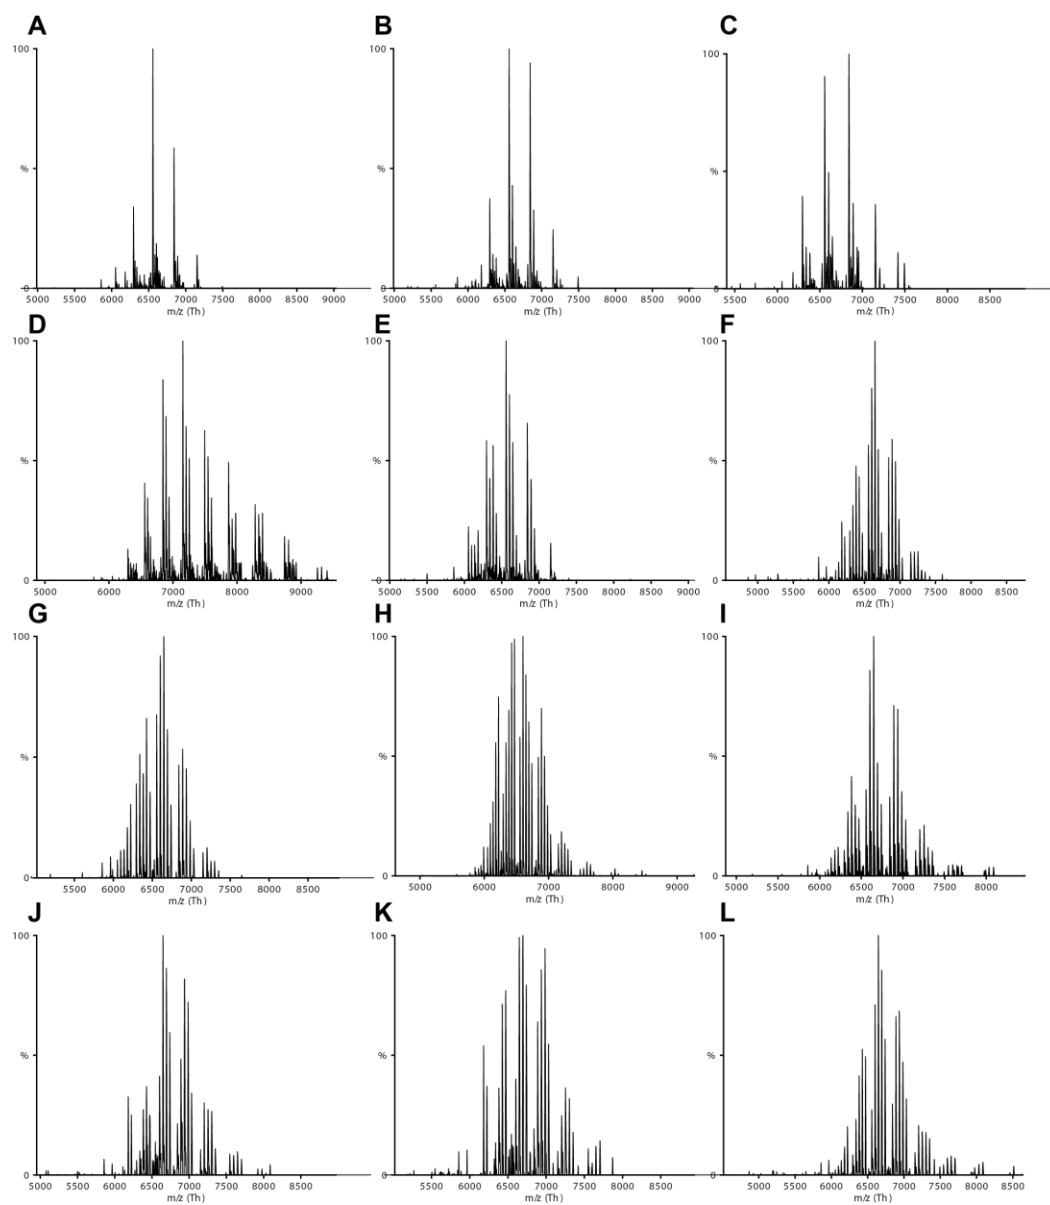 A B C
100 100 100
% % %
0 0 0
5000 5500 6000 6500 7000 7500 8000 8500 9000 5000 5500 6000 6500 7000 7500 8000 8500 9000 5500 6000 6500 7000 7500 8000 8500
m/z (Th) m/z (Th) m/z (Th)
D E F
100 100 100
% % %
0 0 0
5000 6000 7000 8000 9000 5000 5500 6000 6500 7000 7500 8000 8500 9000 5000 5500 6000 6500 7000 7500 8000 8500
m/z (Th) m/z (Th) m/z (Th)
G H I
100 100 100
% % %
0 0 0
5500 6000 6500 7000 7500 8000 8500 5000 6000 7000 8000 9000 5000 5500 6000 6500 7000 7500 8000
m/z (Th) m/z (Th) m/z (Th)
J K L
100 100 100
% % %
0 0 0
5000 5500 6000 6500 7000 7500 8000 8500 5500 6000 6500 7000 7500 8000 8500 5000 5500 6000 6500 7000 7500 8000 8500
m/z (Th) m/z (Th) m/z (Th)